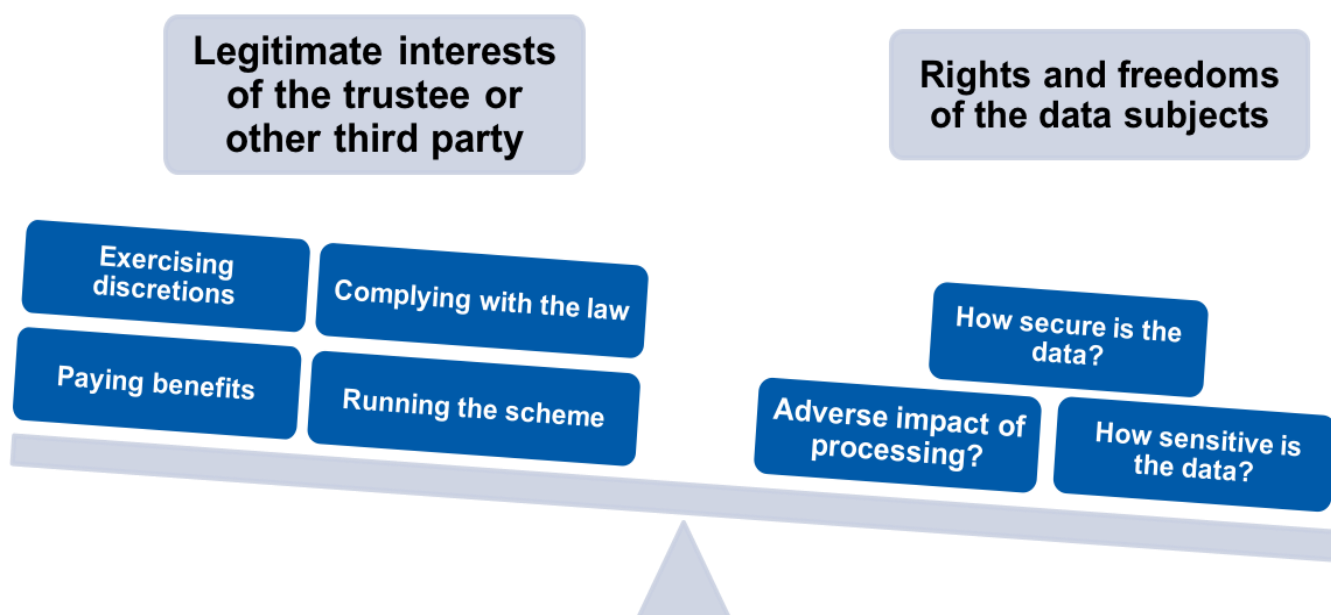 Legitimate interests
of the trustee or
other third party
Rights and freedoms
of the data subjects
Exercising
discretions
Complying with the law
Paying benefits
Running the scheme
How secure is the
data?
Adverse impact of
processing?
How sensitive is
the data?